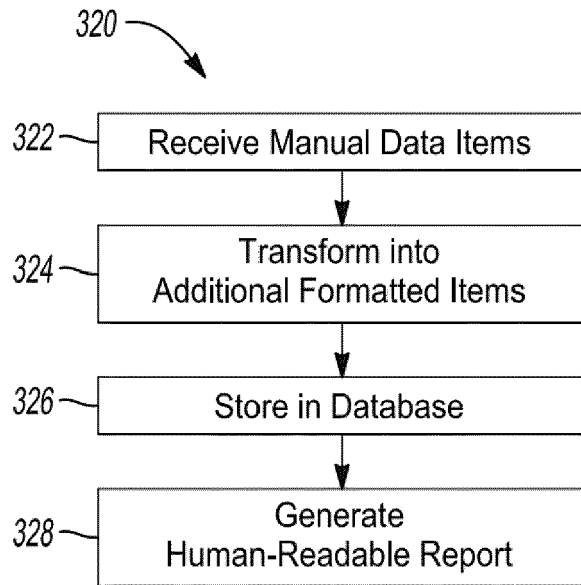 320
322
Receive Manual Data Items
324
Transform into
Additional Formatted Items
326
Store in Database
328
Generate
Human-Readable Report